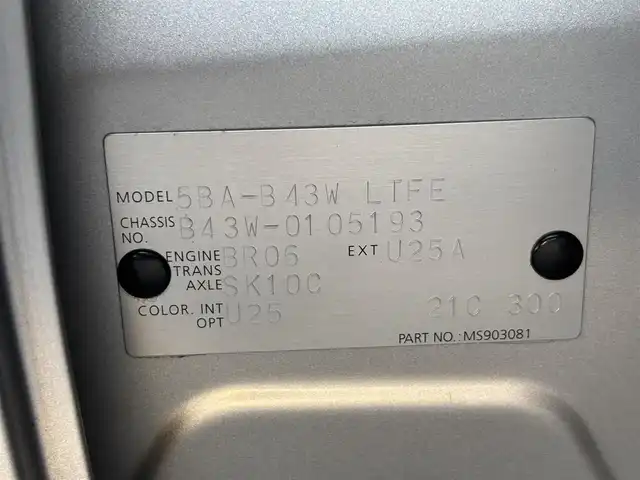 MODEL 5BA-B43W LTFE
CHASSIS NO. B43W-0105193
ENGINE BR06 EXT U25A
TRANS AXLE SK10C
COLOR. INT U25 21C 300
OPT
PART NO.:MS903081